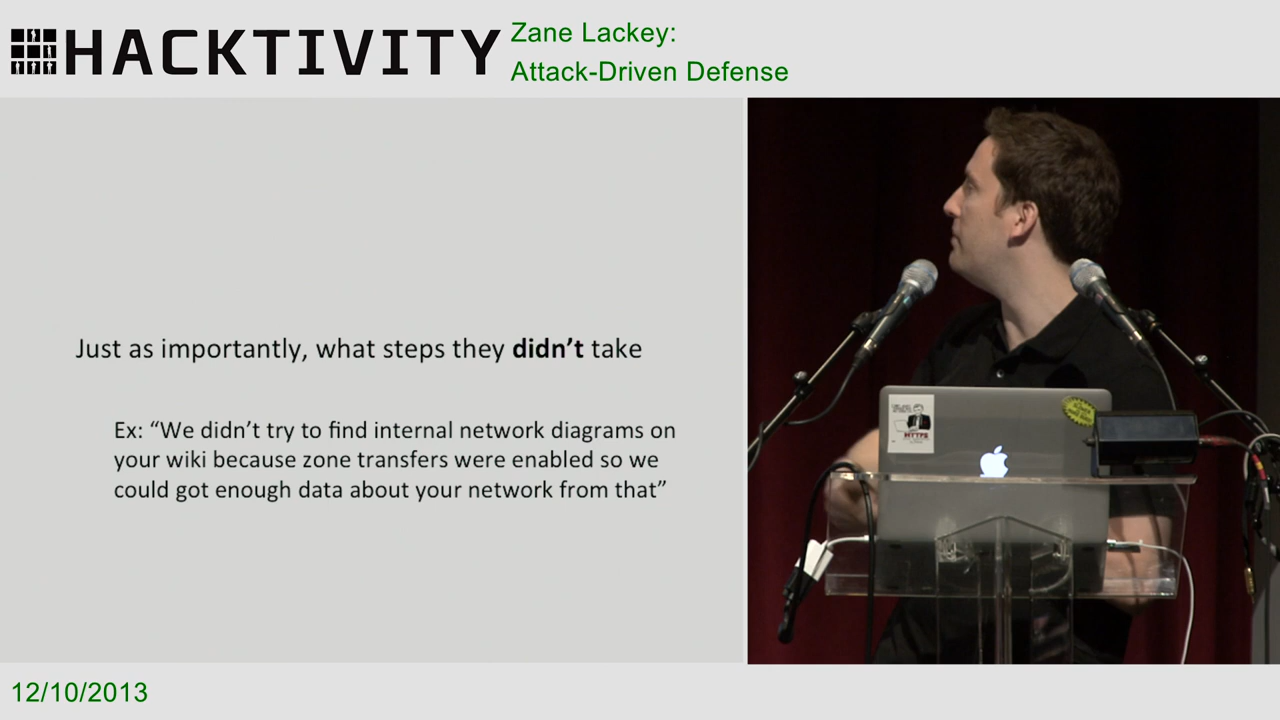 HACKTIVITY
Zane Lackey:
Attack-Driven Defense
Just as importantly, what steps they didn't take
Ex: “We didn't try to find internal network diagrams on
your wiki because zone transfers were enabled so we
could got enough data about your network from that”
HTTPS
12/10/2013